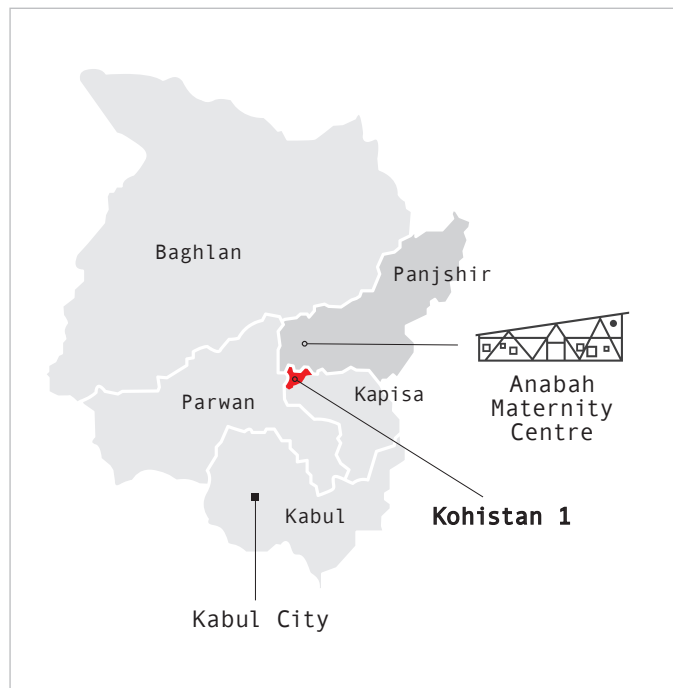 Baghlan
Panjshir
Anabah
Maternity
Centre
Kapisa
Parwan
Kohistan 1
Kabul
Kabul City